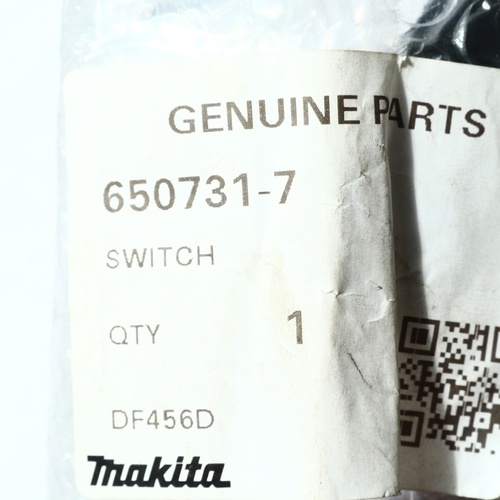 GENUINE PARTS
650731-7
SWITCH
QTY 1
DF456D
makita